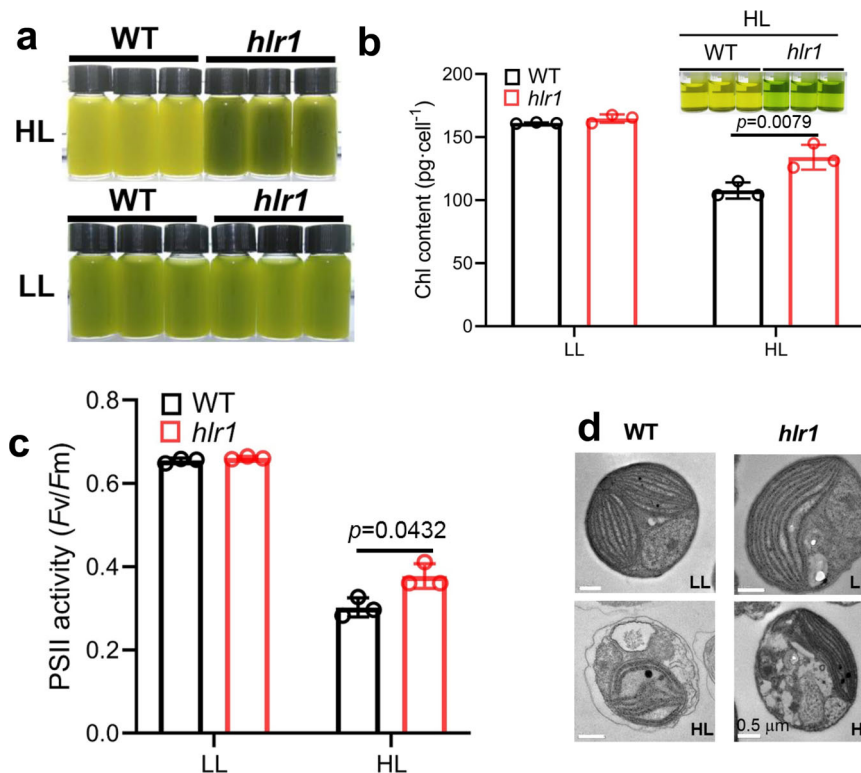 a
WT hlr1
HL
WT hlr1
LL
b
HL
WT hlr1
WT
hlr1
p=0.0079
Chl content (pg·cell⁻¹)
200
150
100
50
0
LL HL
c
WT
hlr1
p=0.0432
PSII activity (Fv/Fm)
0.8
0.6
0.4
0.2
0.0
LL HL
d
WT hlr1
LL L
HL 0.5 μm H